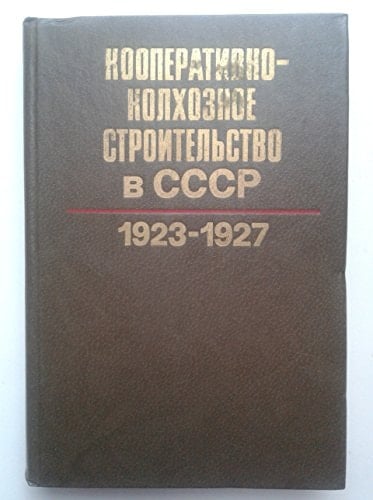 КООПЕРАТИВНО-
КОЛХОЗНОЕ
СТРОИТЕЛЬСТВО
В СССР
1923-1927